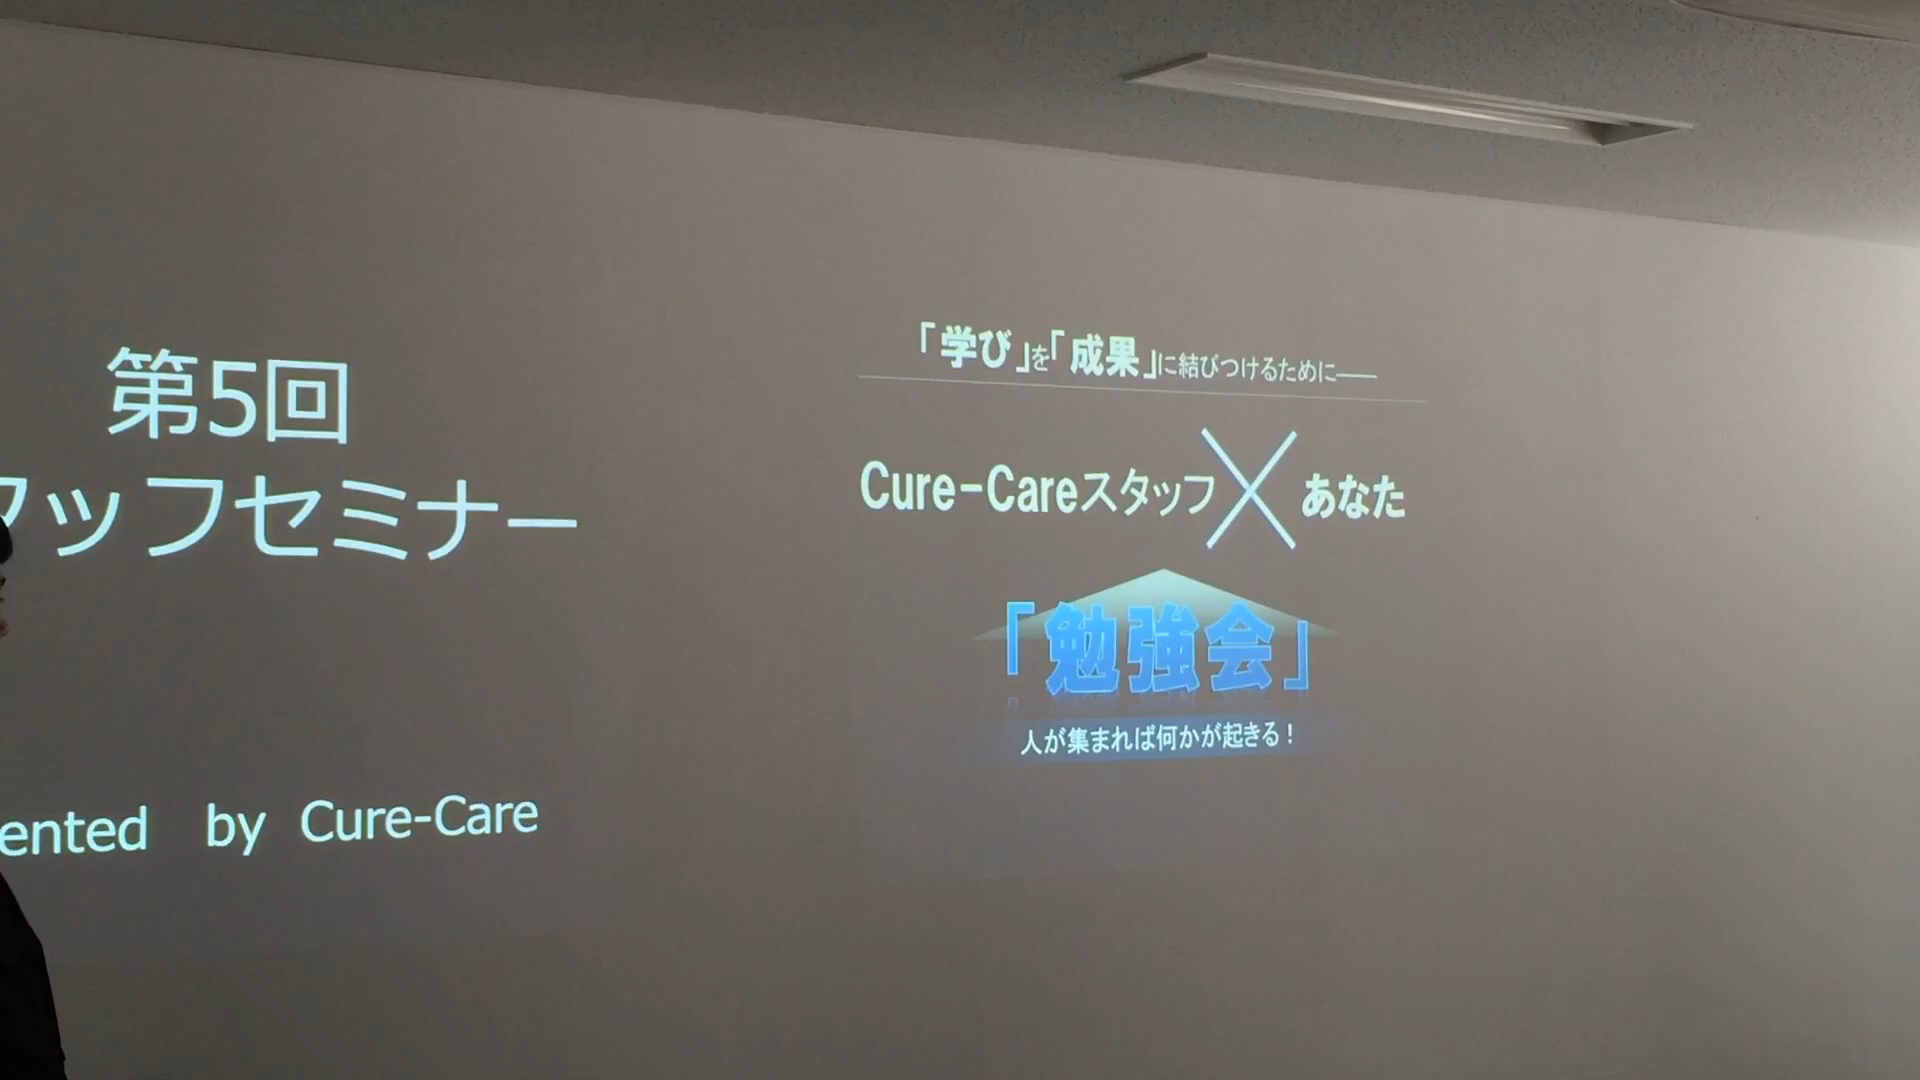 第5回
ッフセミナー
ented by Cure-Care
「学び」を「成果」に結びつけるために――
Cure-Careスタッフ×あなた
「勉強会」
人が集まれば何かが起きる！